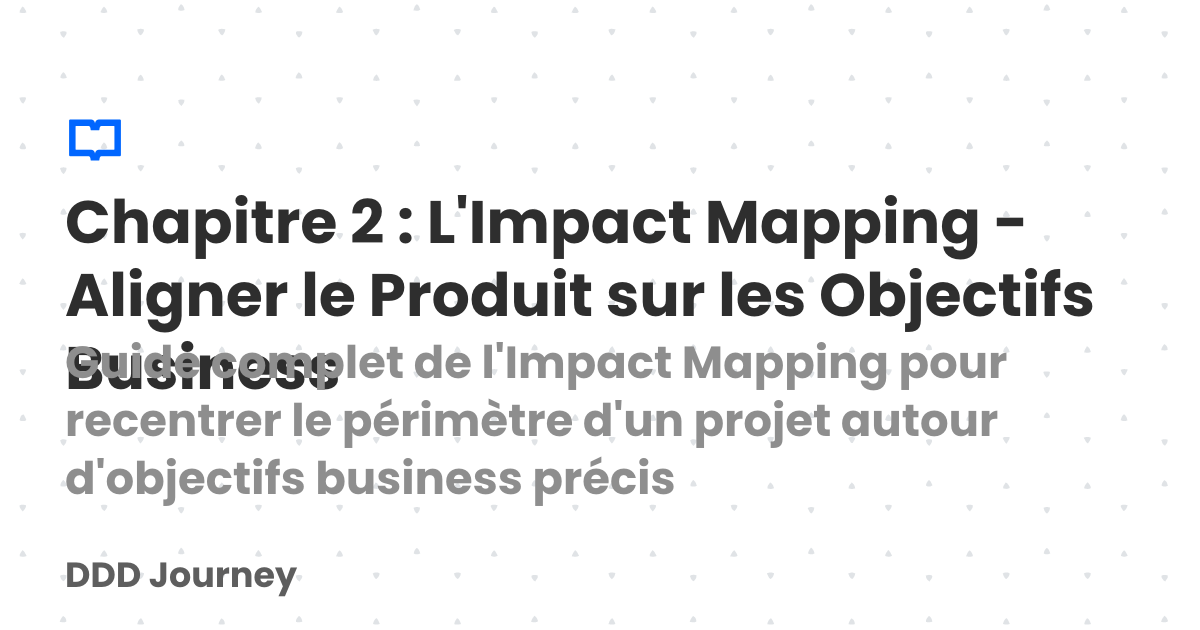 Chapitre 2 : L'Impact Mapping -
Aligner le Produit sur les Objectifs
Business
Guide complet de l'Impact Mapping pour
recentrer le périmètre d'un projet autour
d'objectifs business précis
DDD Journey